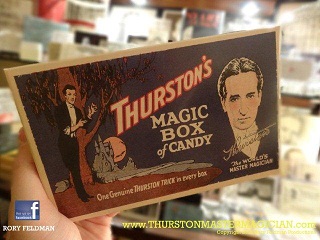 THURSTON'S
MAGIC
BOX
of CANDY
The WORLD'S
MASTER MAGICIAN
One Genuine THURSTON TRICK in every box
facebook
RORY FELDMAN
www.THURSTONMASTERMAGICIAN.com